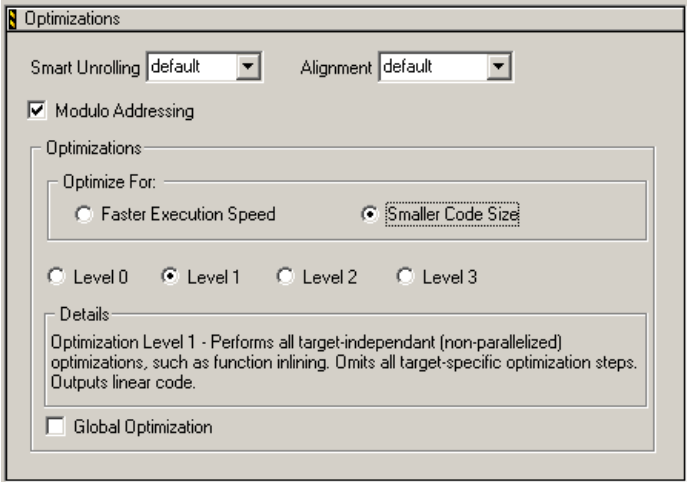 Optimizations
Smart Unrolling default Alignment default
Modulo Addressing
Optimizations
Optimize For:
Faster Execution Speed Smaller Code Size
Level 0 Level 1 Level 2 Level 3
Details
Optimization Level 1 - Performs all target-independant (non-parallelized)
optimizations, such as function inlining. Omits all target-specific optimization steps.
Outputs linear code.
Global Optimization